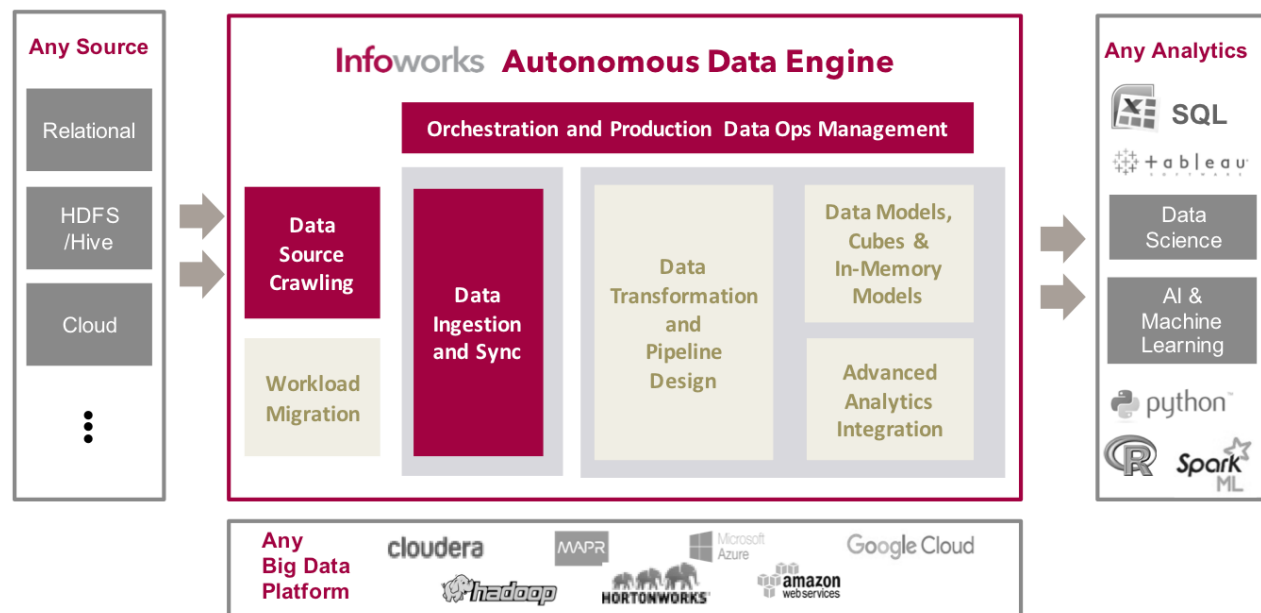 Any Source
Relational
HDFS
/Hive
Cloud
Infoworks Autonomous Data Engine
Orchestration and Production Data Ops Management
Data
Source
Crawling
Workload
Migration
Data
Ingestion
and Sync
Data
Transformation
and
Pipeline
Design
Data Models,
Cubes &
In-Memory
Models
Advanced
Analytics
Integration
Any Analytics
X
SQL
+ableau
SOFTWARE
Data
Science
AI &
Machine
Learning
python™
R
Spark
ML
Any
Big Data
Platform
cloudera
MAPR
Microsoft
Azure
Google Cloud
hadoop
HORTONWORKS
amazon
webservices